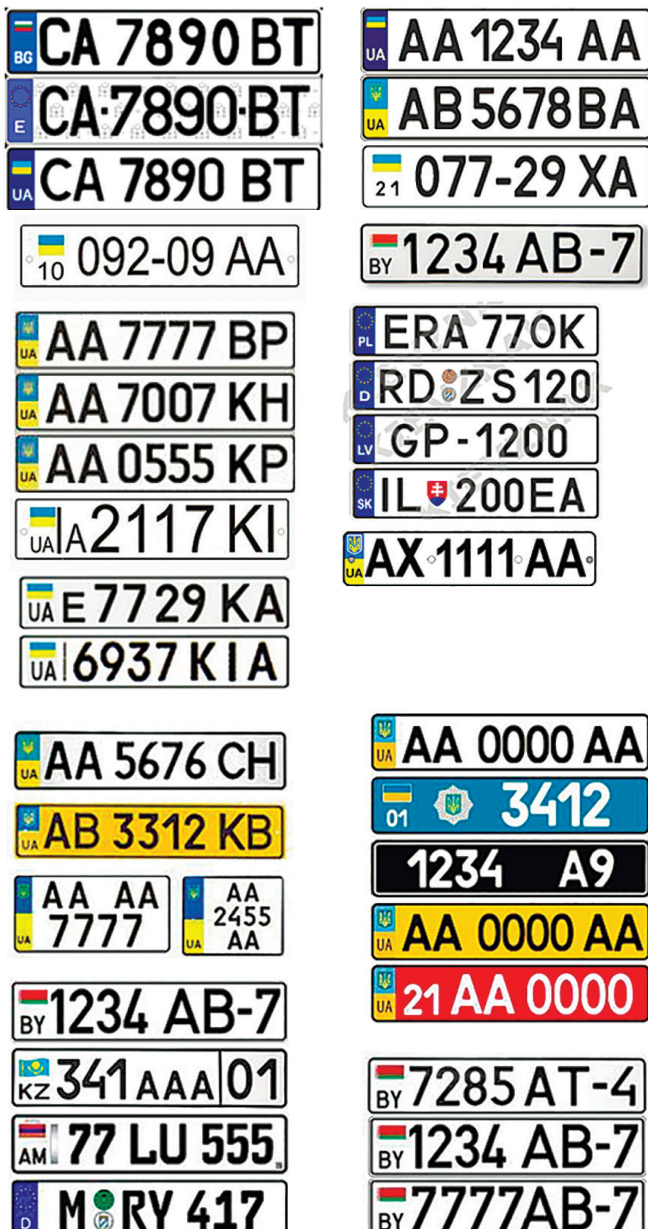 BG CA 7890 BT
E CA·7890·BT
UA CA 7890 BT
10 092-09 AA
UA AA 7777 BP
UA AA 7007 KH
UA AA 0555 KP
UA IA 2117 KI
UA E 7729 KA
UA 6937 KIA
UA AA 5676 CH
UA AB 3312 KB
AA AA
UA 7777
AA
2455
UA AA
BY 1234 AB-7
KZ 341 AAA 01
AM 77 LU 555
D M RY 417
UA AA 1234 AA
UA AB 5678 BA
21 077-29 XA
BY 1234 AB-7
PL ERA 770K
D RD ZS 120
LV GP-1200
SK IL 200EA
UA AX·1111·AA
UA AA 0000 AA
01 3412
1234 A9
UA AA 0000 AA
UA 21 AA 0000
BY 7285 AT-4
BY 1234 AB-7
BY 7777AB-7